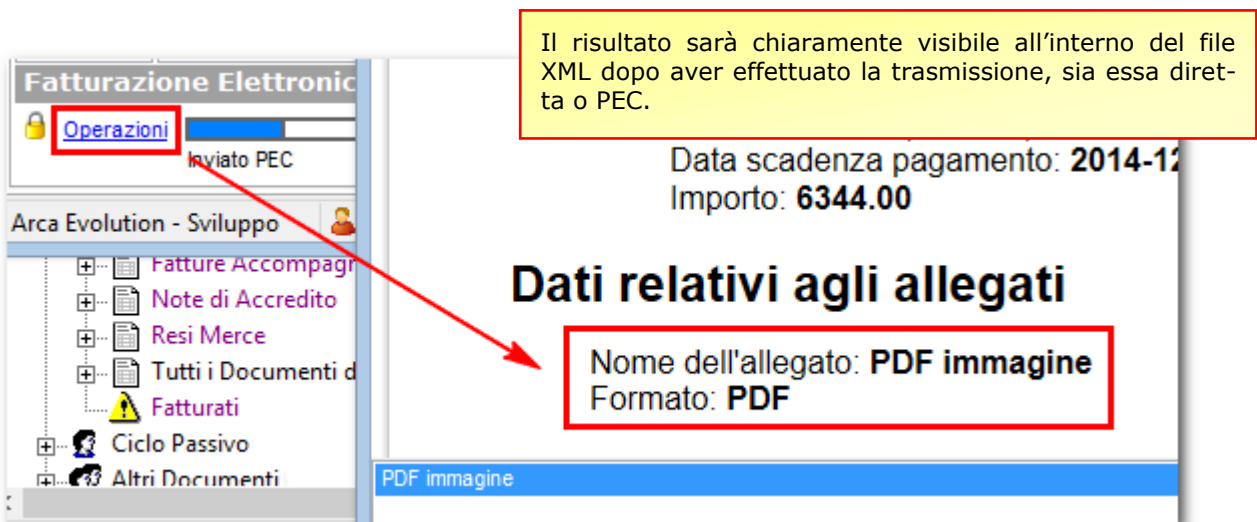 Il risultato sarà chiaramente visibile all'interno del file
XML dopo aver effettuato la trasmissione, sia essa diret-
ta o PEC.
Fatturazione Elettronic
Operazioni
Inviato PEC
Arca Evolution - Sviluppo
Fatture Accompagr
Note di Accredito
Resi Merce
Tutti i Documenti d
Fatturati
Ciclo Passivo
Altri Documenti
Data scadenza pagamento: 2014-12
Importo: 6344.00
Dati relativi agli allegati
Nome dell'allegato: PDF immagine
Formato: PDF
PDF immagine